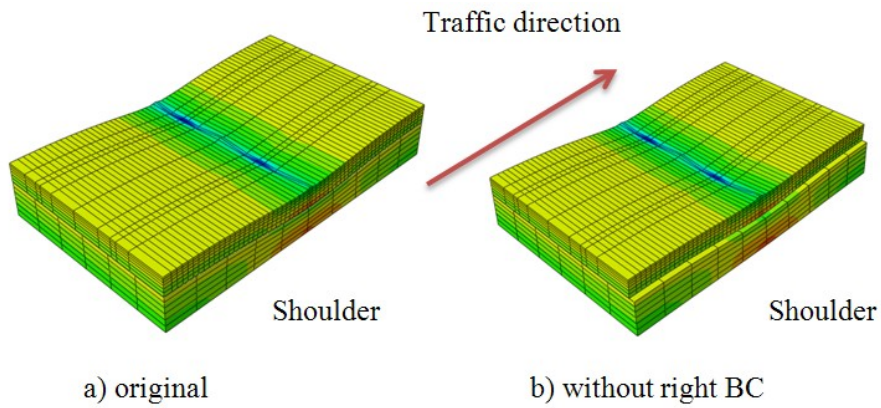 Traffic direction
Shoulder
Shoulder
a) original
b) without right BC